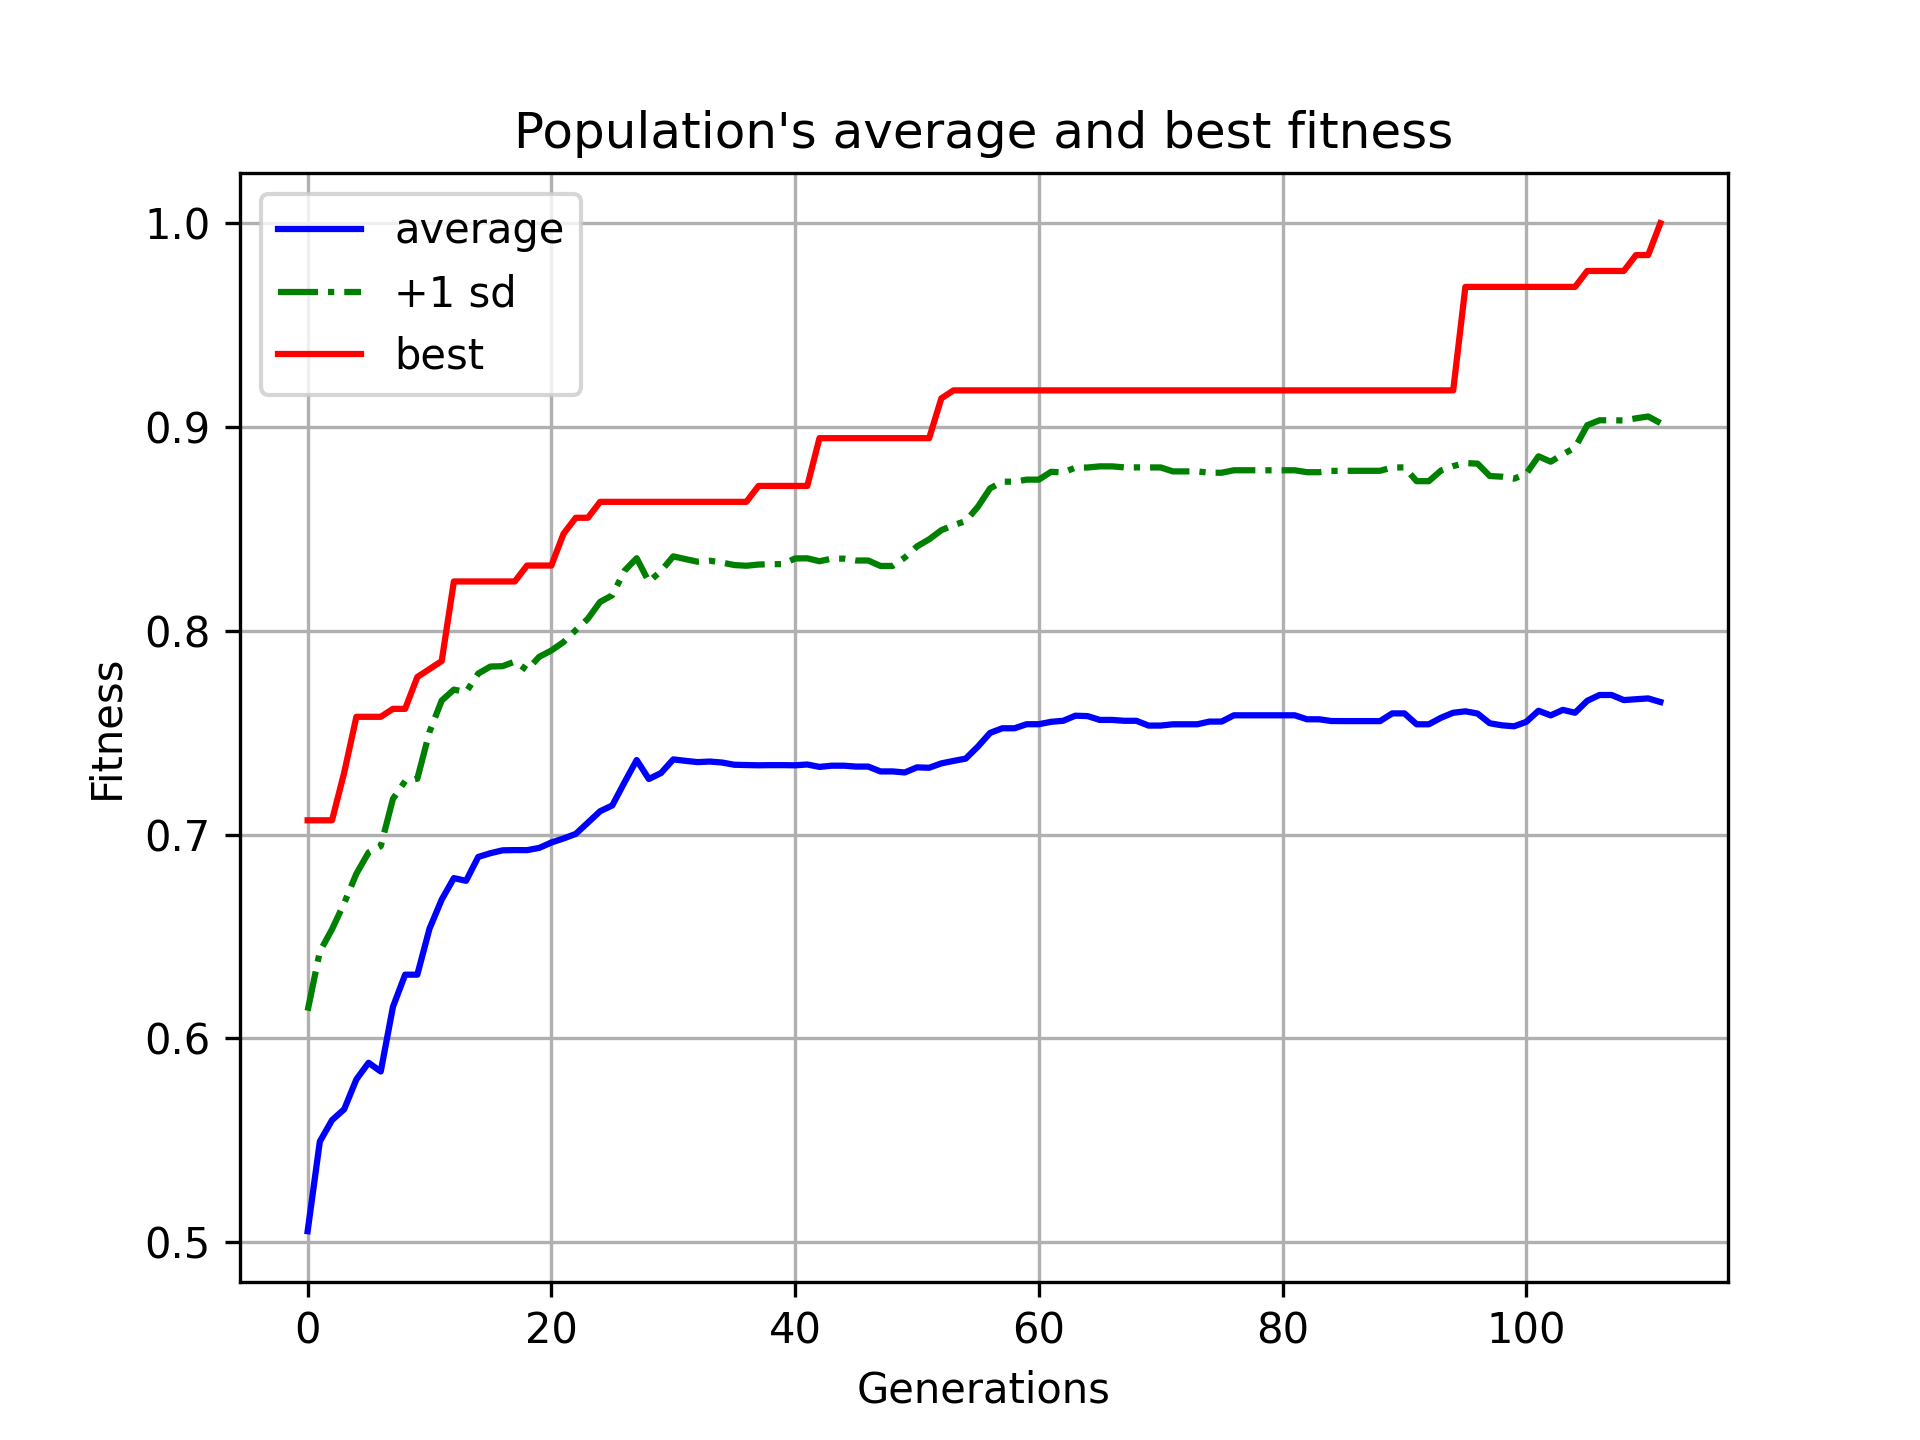 Population's average and best fitness
average
+1 sd
best
1.0
0.9
0.8
0.7
0.6
0.5
Fitness
0 20 40 60 80 100
Generations